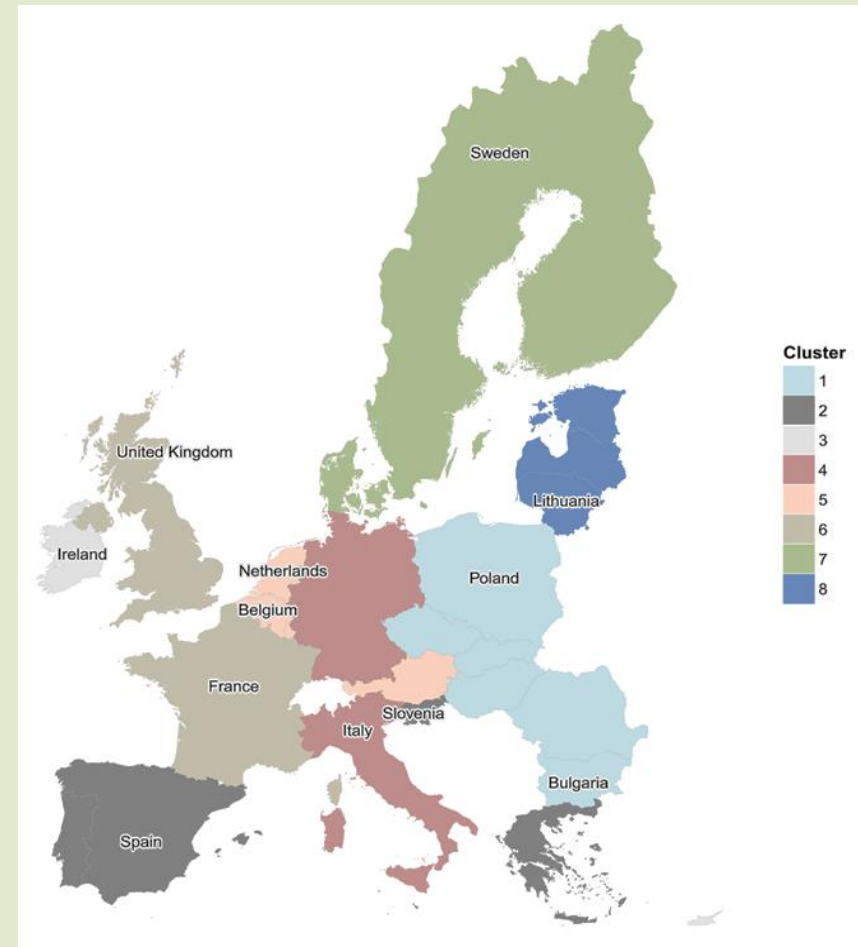 Sweden
United Kingdom
Ireland
Netherlands
Belgium
France
Lithuania
Poland
Slovenia
Italy
Bulgaria
Spain
Cluster
1
2
3
4
5
6
7
8